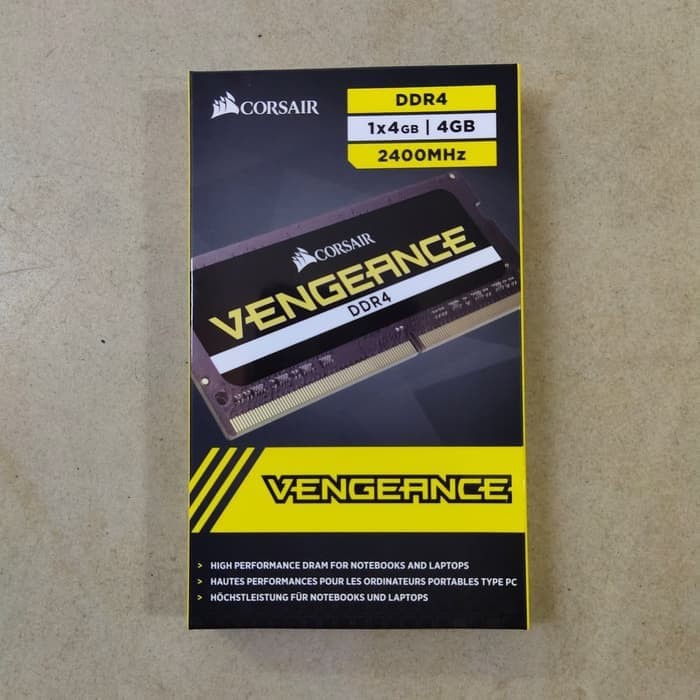 CORSAIR
DDR4
1x4GB | 4GB
2400MHz
CORSAIR
VENGEANCE
DDR4
VENGEANCE
> HIGH PERFORMANCE DRAM FOR NOTEBOOKS AND LAPTOPS
> HAUTES PERFORMANCES POUR LES ORDINATEURS PORTABLES TYPE PC
> HÖCHSTLEISTUNG FÜR NOTEBOOKS UND LAPTOPS